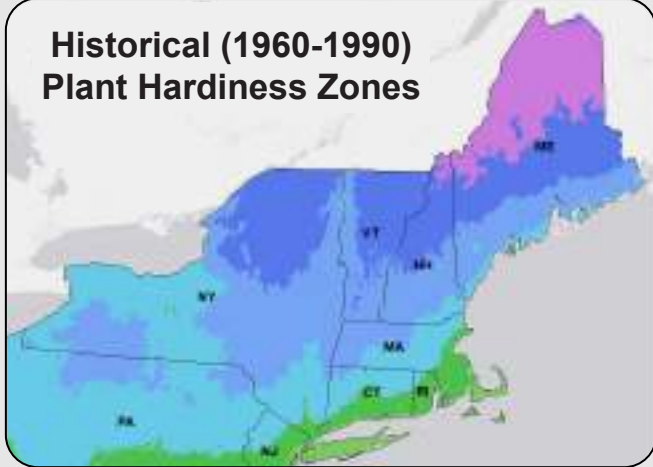 Historical (1960-1990)
Plant Hardiness Zones
ME
VT
NH
NY
MA
CT
RI
PA
NJ